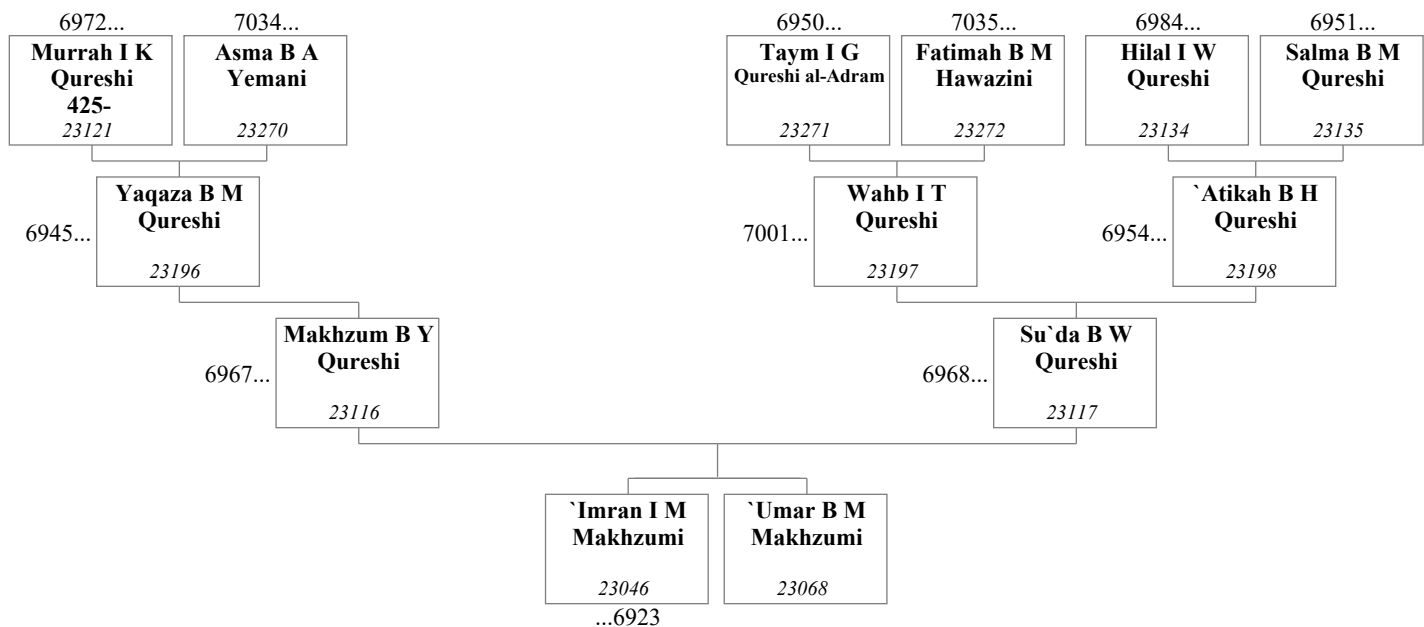 6972...
7034...
6950...
7035...
6984...
6951...
Murrah I K
Qureshi
425-
23121
Asma B A
Yemani
23270
Taym I G
Qureshi al-Adram
23271
Fatimah B M
Hawazini
23272
Hilal I W
Qureshi
23134
Salma B M
Qureshi
23135
6945...
Yaqaza B M
Qureshi
23196
7001...
Wahb I T
Qureshi
23197
6954...
`Atikah B H
Qureshi
23198
6967...
Makhzum B Y
Qureshi
23116
6968...
Su`da B W
Qureshi
23117
`Imran I M
Makhzumi
23046
...6923
`Umar B M
Makhzumi
23068